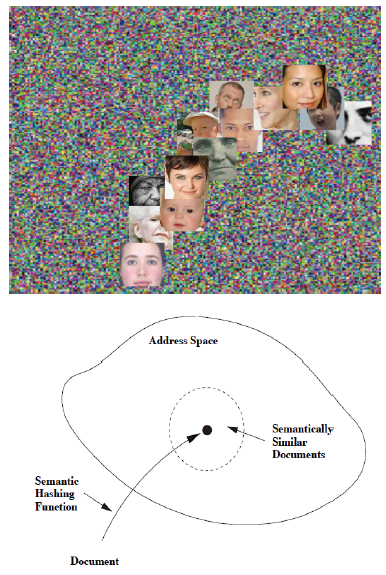 Address Space
Semantically
Similar
Documents
Semantic
Hashing
Function
Document